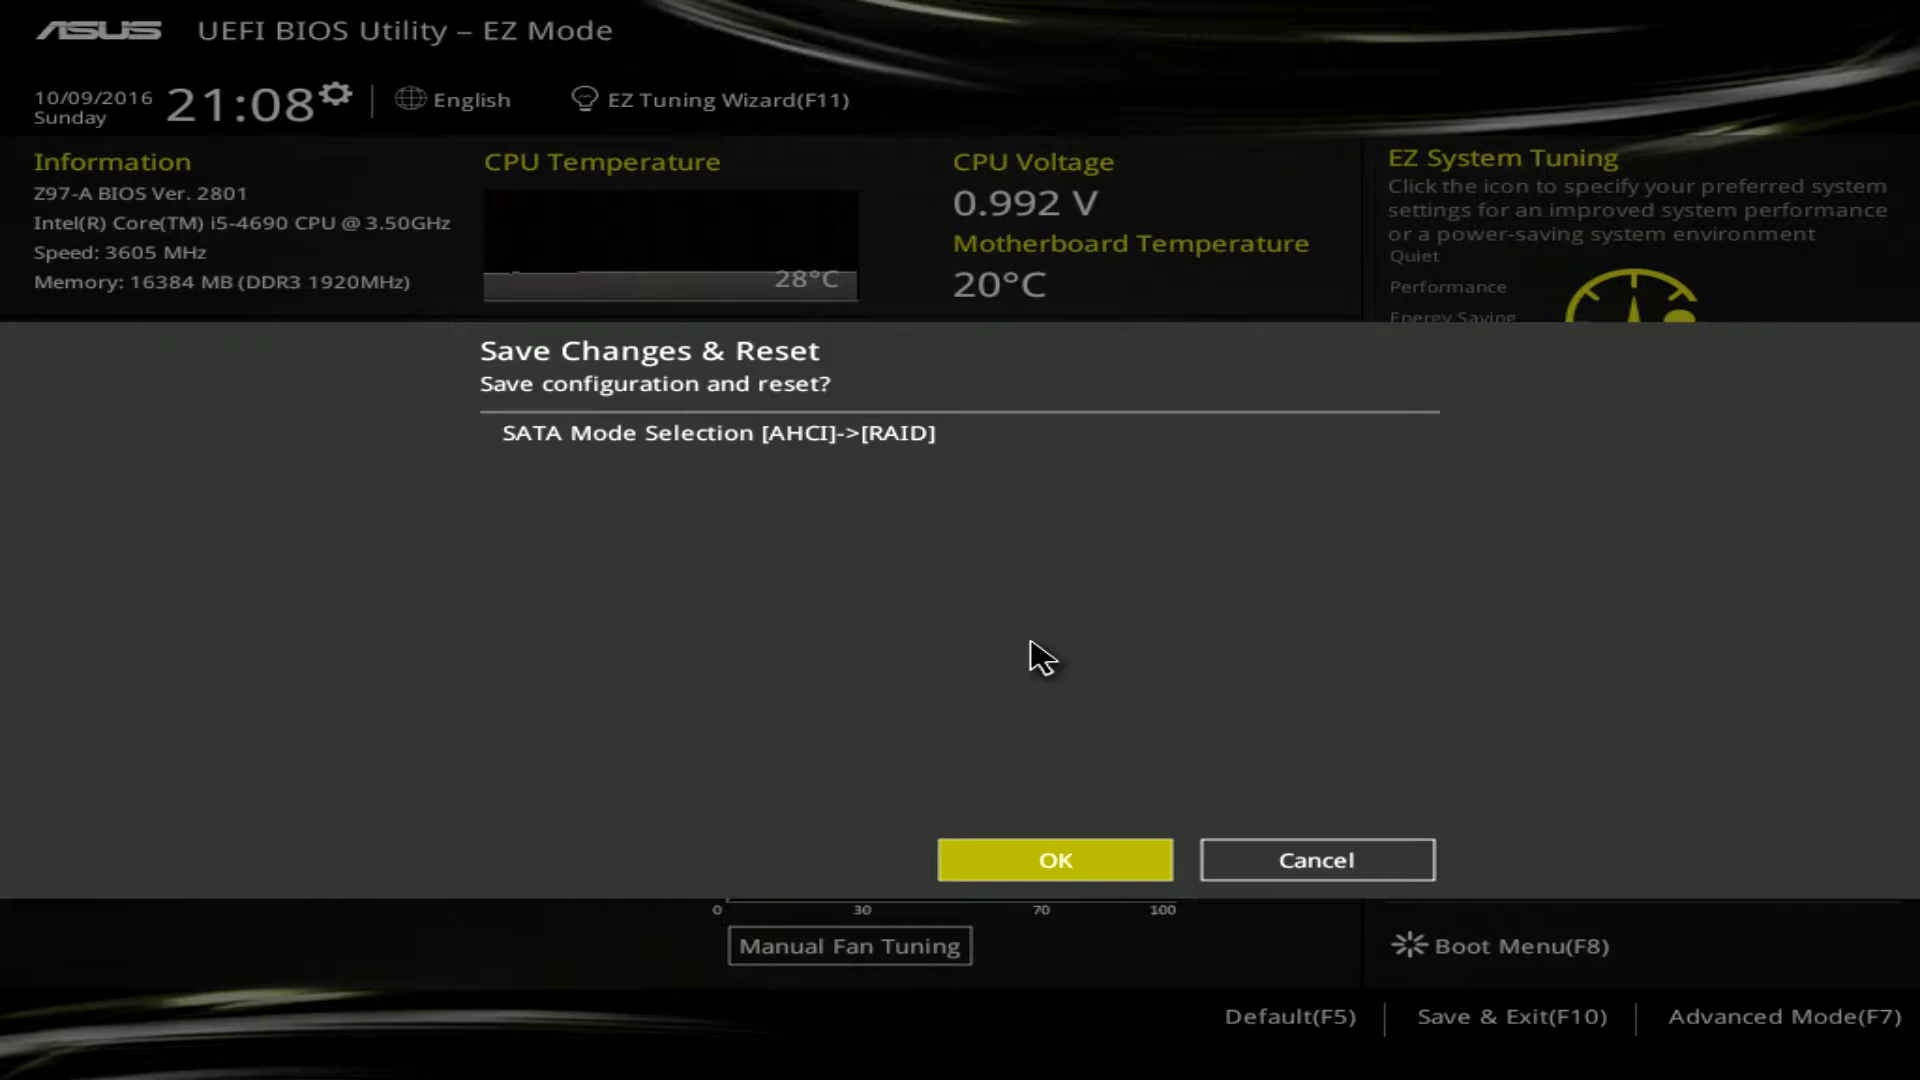 ASUS UEFI BIOS Utility – EZ Mode
10/09/2016
Sunday
21:08
English
EZ Tuning Wizard(F11)
Information
Z97-A BIOS Ver. 2801
Intel(R) Core(TM) i5-4690 CPU @ 3.50GHz
Speed: 3605 MHz
Memory: 16384 MB (DDR3 1920MHz)
CPU Temperature
28°C
CPU Voltage
0.992 V
Motherboard Temperature
20°C
EZ System Tuning
Click the icon to specify your preferred system
settings for an improved system performance
or a power-saving system environment
Quiet
Performance
Energy Saving
Save Changes & Reset
Save configuration and reset?
SATA Mode Selection [AHCI]->[RAID]
OK
Cancel
0 30 70 100
Manual Fan Tuning
Boot Menu(F8)
Default(F5)
Save & Exit(F10)
Advanced Mode(F7)